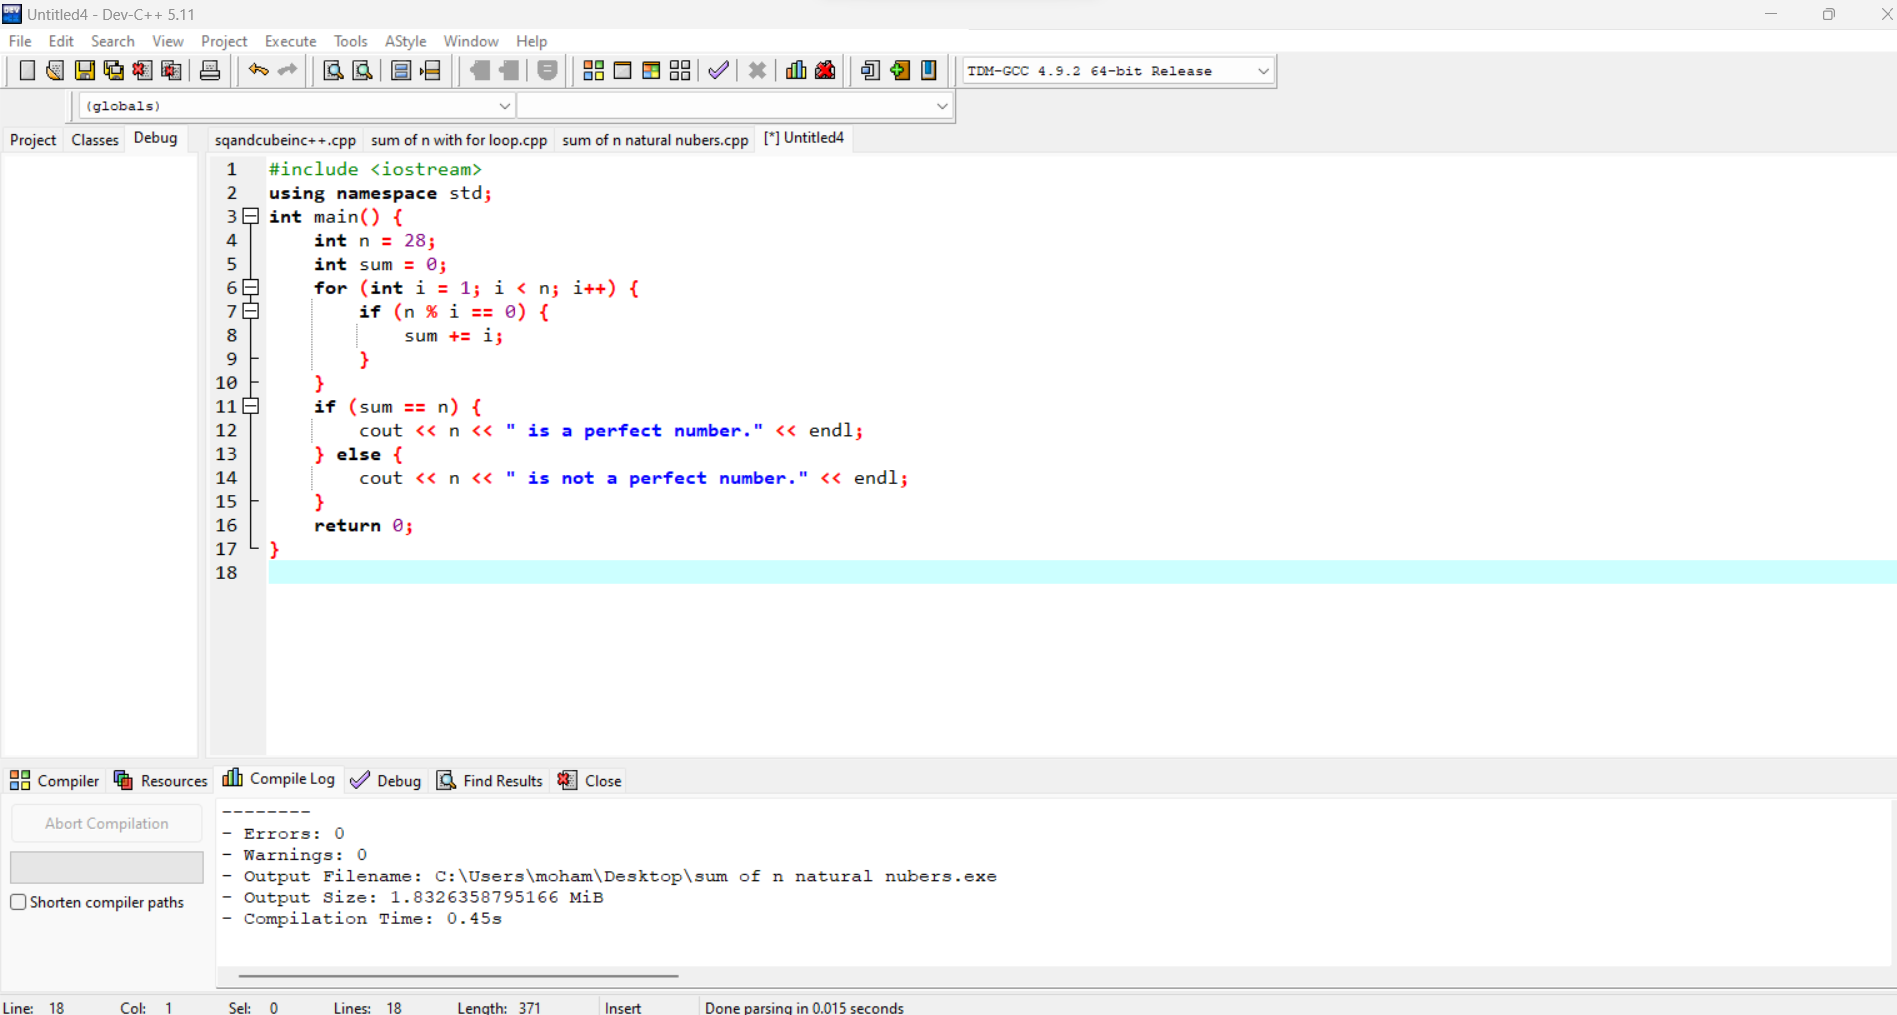 Untitled4 - Dev-C++ 5.11
File Edit Search View Project Execute Tools AStyle Window Help
TDM-GCC 4.9.2 64-bit Release
(globals)
Project Classes Debug sqandcubeinc++.cpp sum of n with for loop.cpp sum of n natural nubers.cpp [*] Untitled4
1 #include <iostream>
2 using namespace std;
3 int main() {
4 int n = 28;
5 int sum = 0;
6 for (int i = 1; i < n; i++) {
7 if (n % i == 0) {
8 sum += i;
9 }
10 }
11 if (sum == n) {
12 cout << n << " is a perfect number." << endl;
13 } else {
14 cout << n << " is not a perfect number." << endl;
15 }
16 return 0;
17 }
18
Compiler Resources Compile Log Debug Find Results Close
Abort Compilation
Shorten compiler paths
--------
- Errors: 0
- Warnings: 0
- Output Filename: C:\Users\moham\Desktop\sum of n natural nubers.exe
- Output Size: 1.8326358795166 MiB
- Compilation Time: 0.45s
Line: 18 Col: 1 Sel: 0 Lines: 18 Length: 371 Insert Done parsing in 0.015 seconds